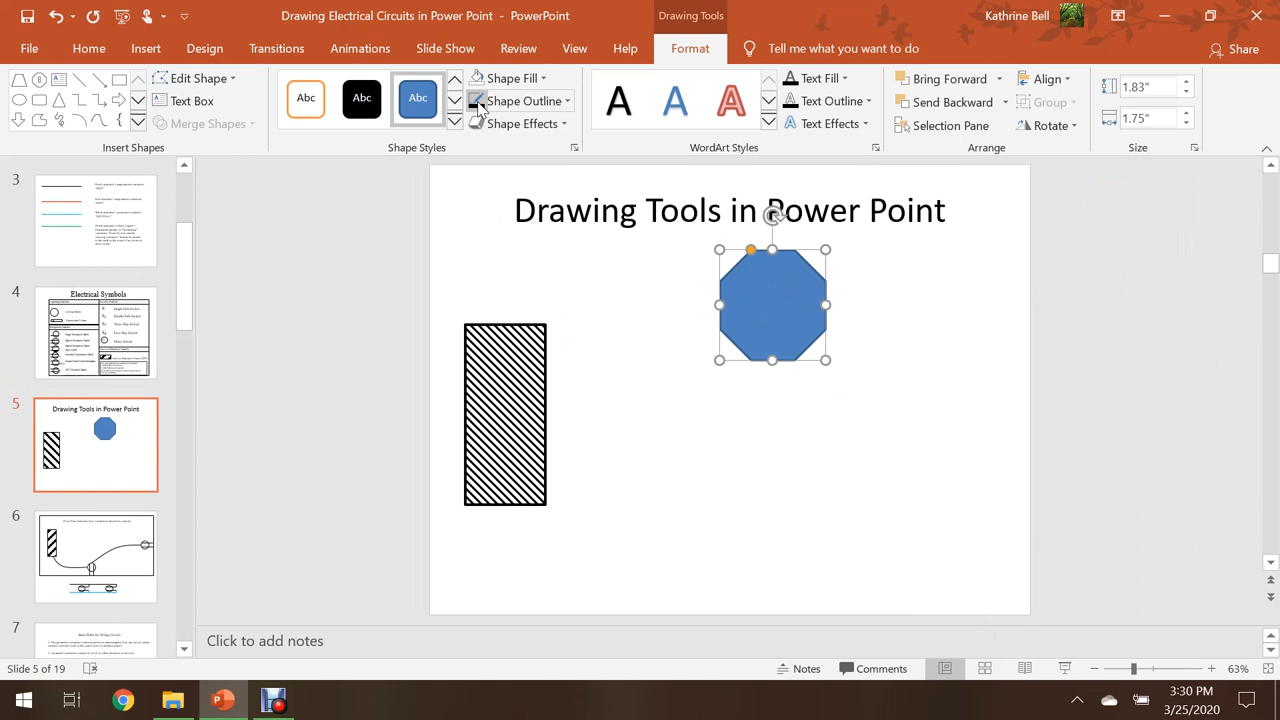 Drawing Electrical Circuits in Power Point - PowerPoint
Drawing Tools
Kathrine Bell
File Home Insert Design Transitions Animations Slide Show Review View Help Format Tell me what you want to do Share
Edit Shape
Text Box
Merge Shapes
Insert Shapes
Abc Abc Abc
Shape Fill
Shape Outline
Shape Effects
Shape Styles
A A A
Text Fill
Text Outline
Text Effects
WordArt Styles
Bring Forward
Send Backward
Selection Pane
Align
Group
Rotate
Arrange
1.83"
1.75"
Size
3
4
Electrical Symbols
5
Drawing Tools in Power Point
6
7
Drawing Tools in Power Point
Click to add notes
Slide 5 of 19
Notes
Comments
63%
3:30 PM
3/25/2020